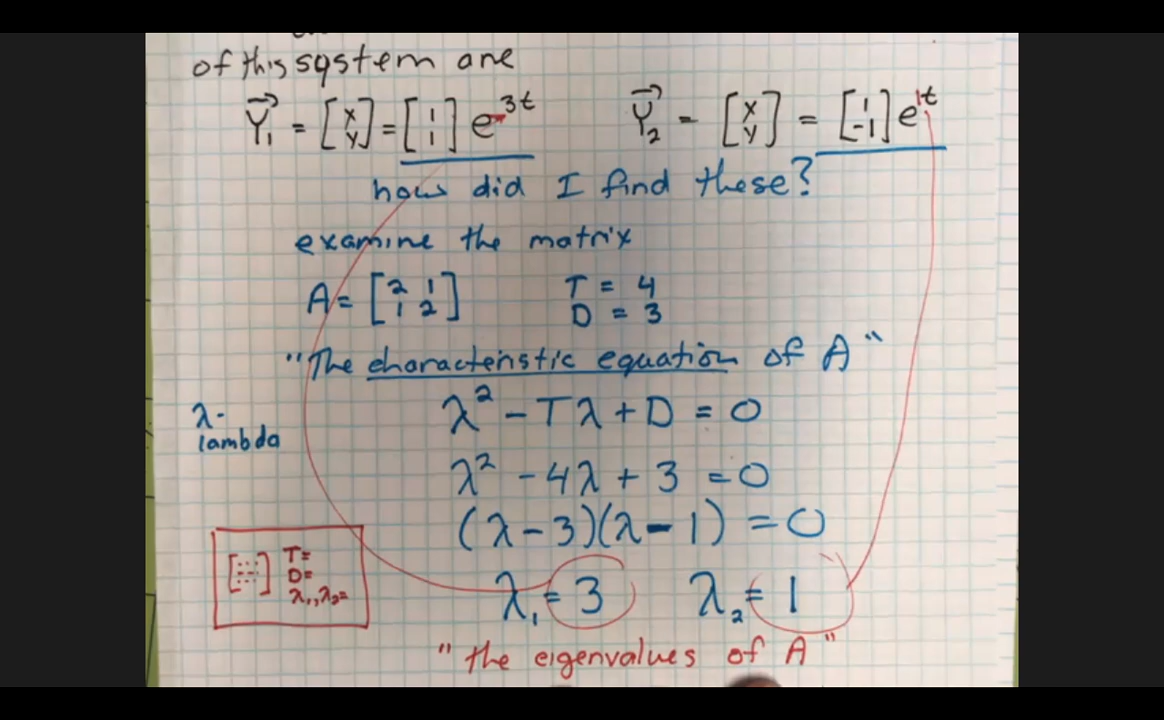 of this system are
Y₁ = [x y] = [1 1] e^3t    Y₂ = [x y] = [1 -1] e^1t
how did I find these?
examine the matrix
A = [2 1 1 2]    T = 4
D = 3
"The characteristic equation of A"
λ² - Tλ + D = 0
λ -
lambda
λ² - 4λ + 3 = 0
(λ - 3)(λ - 1) = 0
T=
D=
λ₁, λ₂=
λ₁ = 3    λ₂ = 1
"the eigenvalues of A"